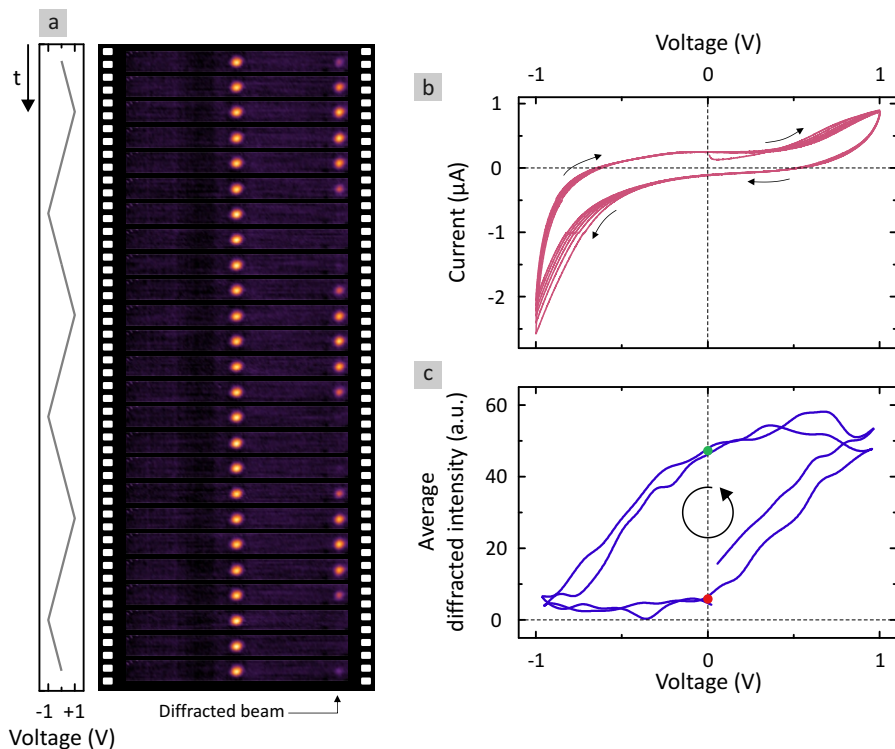 a
t
-1 +1
Voltage (V)
Diffracted beam
b
Voltage (V)
-1 0 1
1
0
-1
-2
Current (µA)
c
60
40
20
0
Average
diffracted intensity (a.u.)
-1 0 1
Voltage (V)